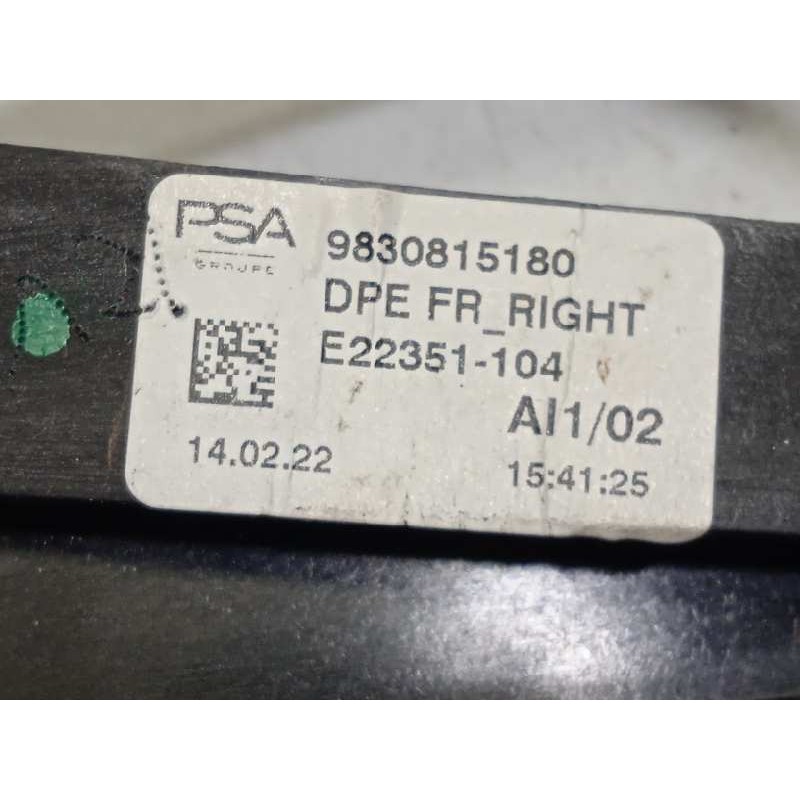 PSA
GROUPE
9830815180
DPE FR_RIGHT
E22351-104
AI1/02
14.02.22
15:41:25